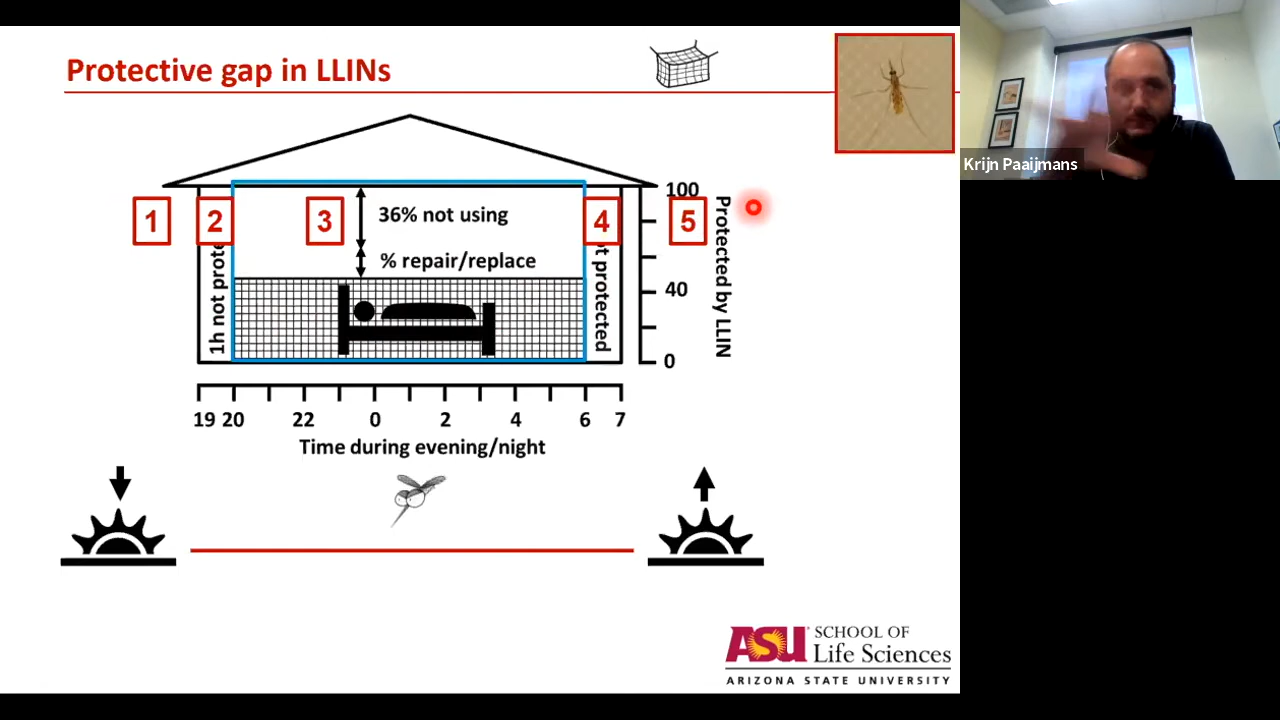 Protective gap in LLINs
Krijn Paaijmans
1
2
3
4
5
36% not using
% repair/replace
1h not prote
t protected
100
40
0
Protected by LLIN
19 20 22 0 2 4 6 7
Time during evening/night
ASU SCHOOL OF
Life Sciences
ARIZONA STATE UNIVERSITY